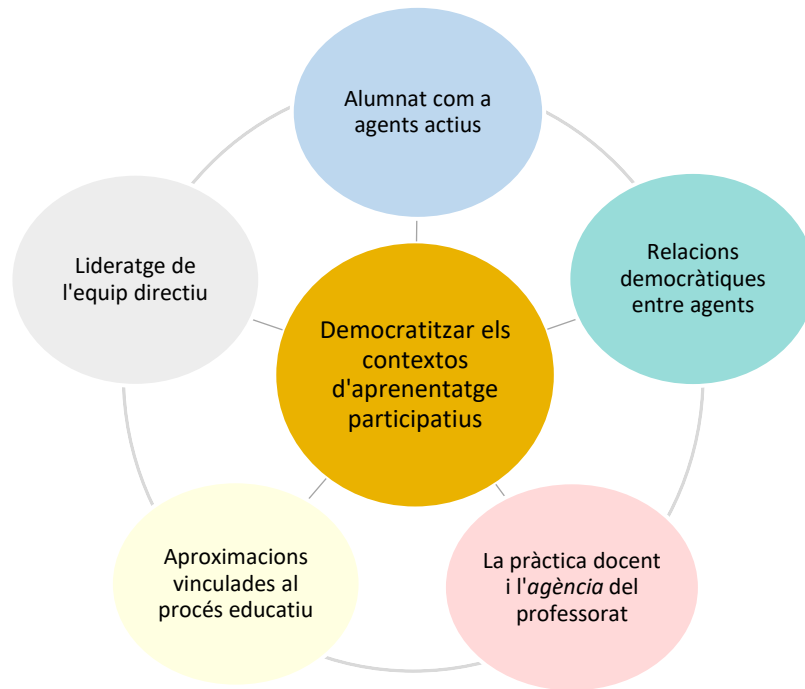 Alumnat com a
agents actius
Relacions
democràtiques
entre agents
La pràctica docent
i l'agència del
professorat
Aproximacions
vinculades al
procés educatiu
Lideratge de
l'equip directiu
Democratitzar els
contextos
d'aprenentatge
participatius